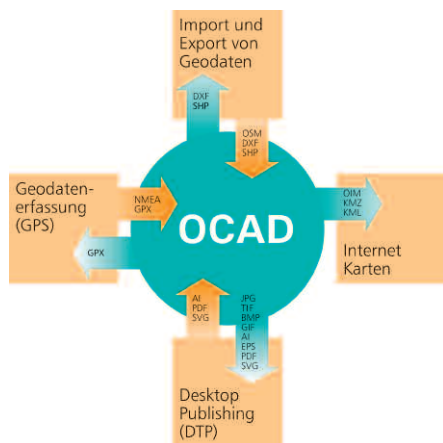 Import und
Export von
Geodaten
DXF
SHP
OSM
DXF
SHP
Geodaten-
erfassung
(GPS)
NMEA
GPX
GPX
OCAD
OIM
KMZ
KML
Internet
Karten
AI
PDF
SVG
JPG
TIF
BMP
GIF
AI
EPS
PDF
SVG
Desktop
Publishing
(DTP)